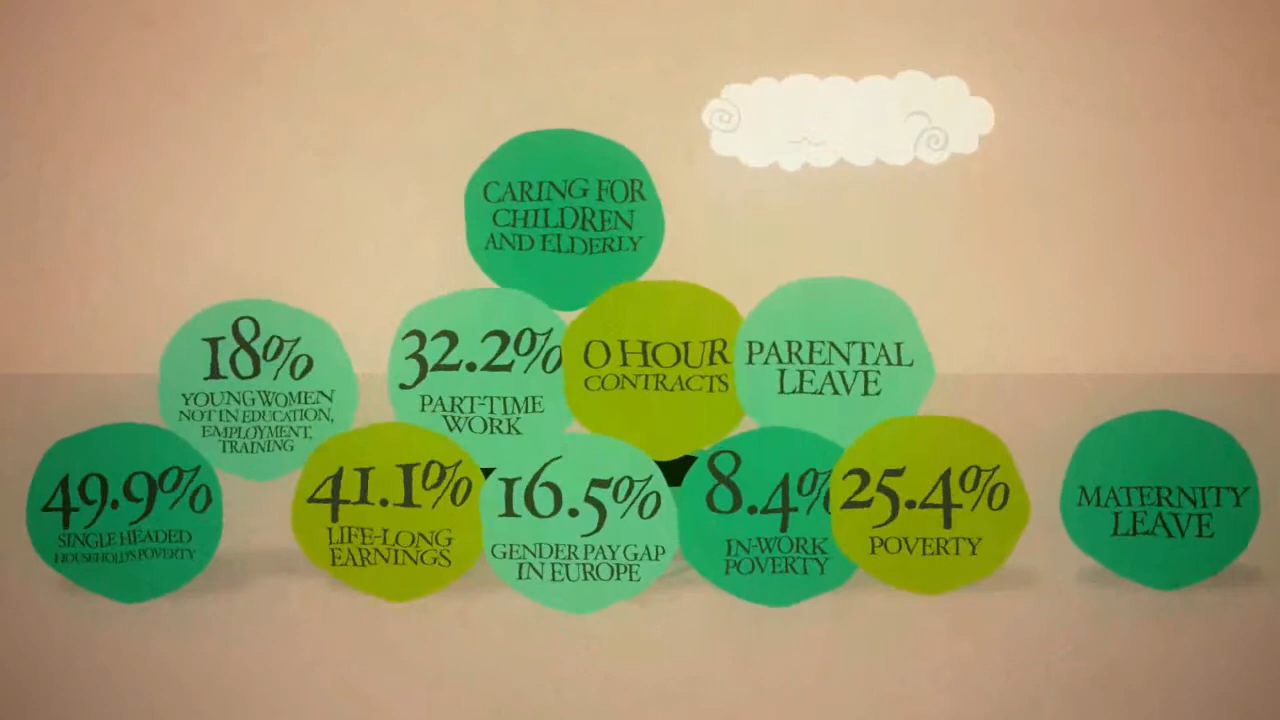 CARING FOR
CHILDREN
AND ELDERLY
18%
YOUNG WOMEN
NOT IN EDUCATION,
EMPLOYMENT,
TRAINING
32.2%
PART-TIME
WORK
0 HOUR
CONTRACTS
PARENTAL
LEAVE
49.9%
SINGLE HEADED
HOUSEHOLD'S POVERTY
41.1%
LIFE-LONG
EARNINGS
16.5%
GENDER PAY GAP
IN EUROPE
8.4%
IN-WORK
POVERTY
25.4%
POVERTY
MATERNITY
LEAVE